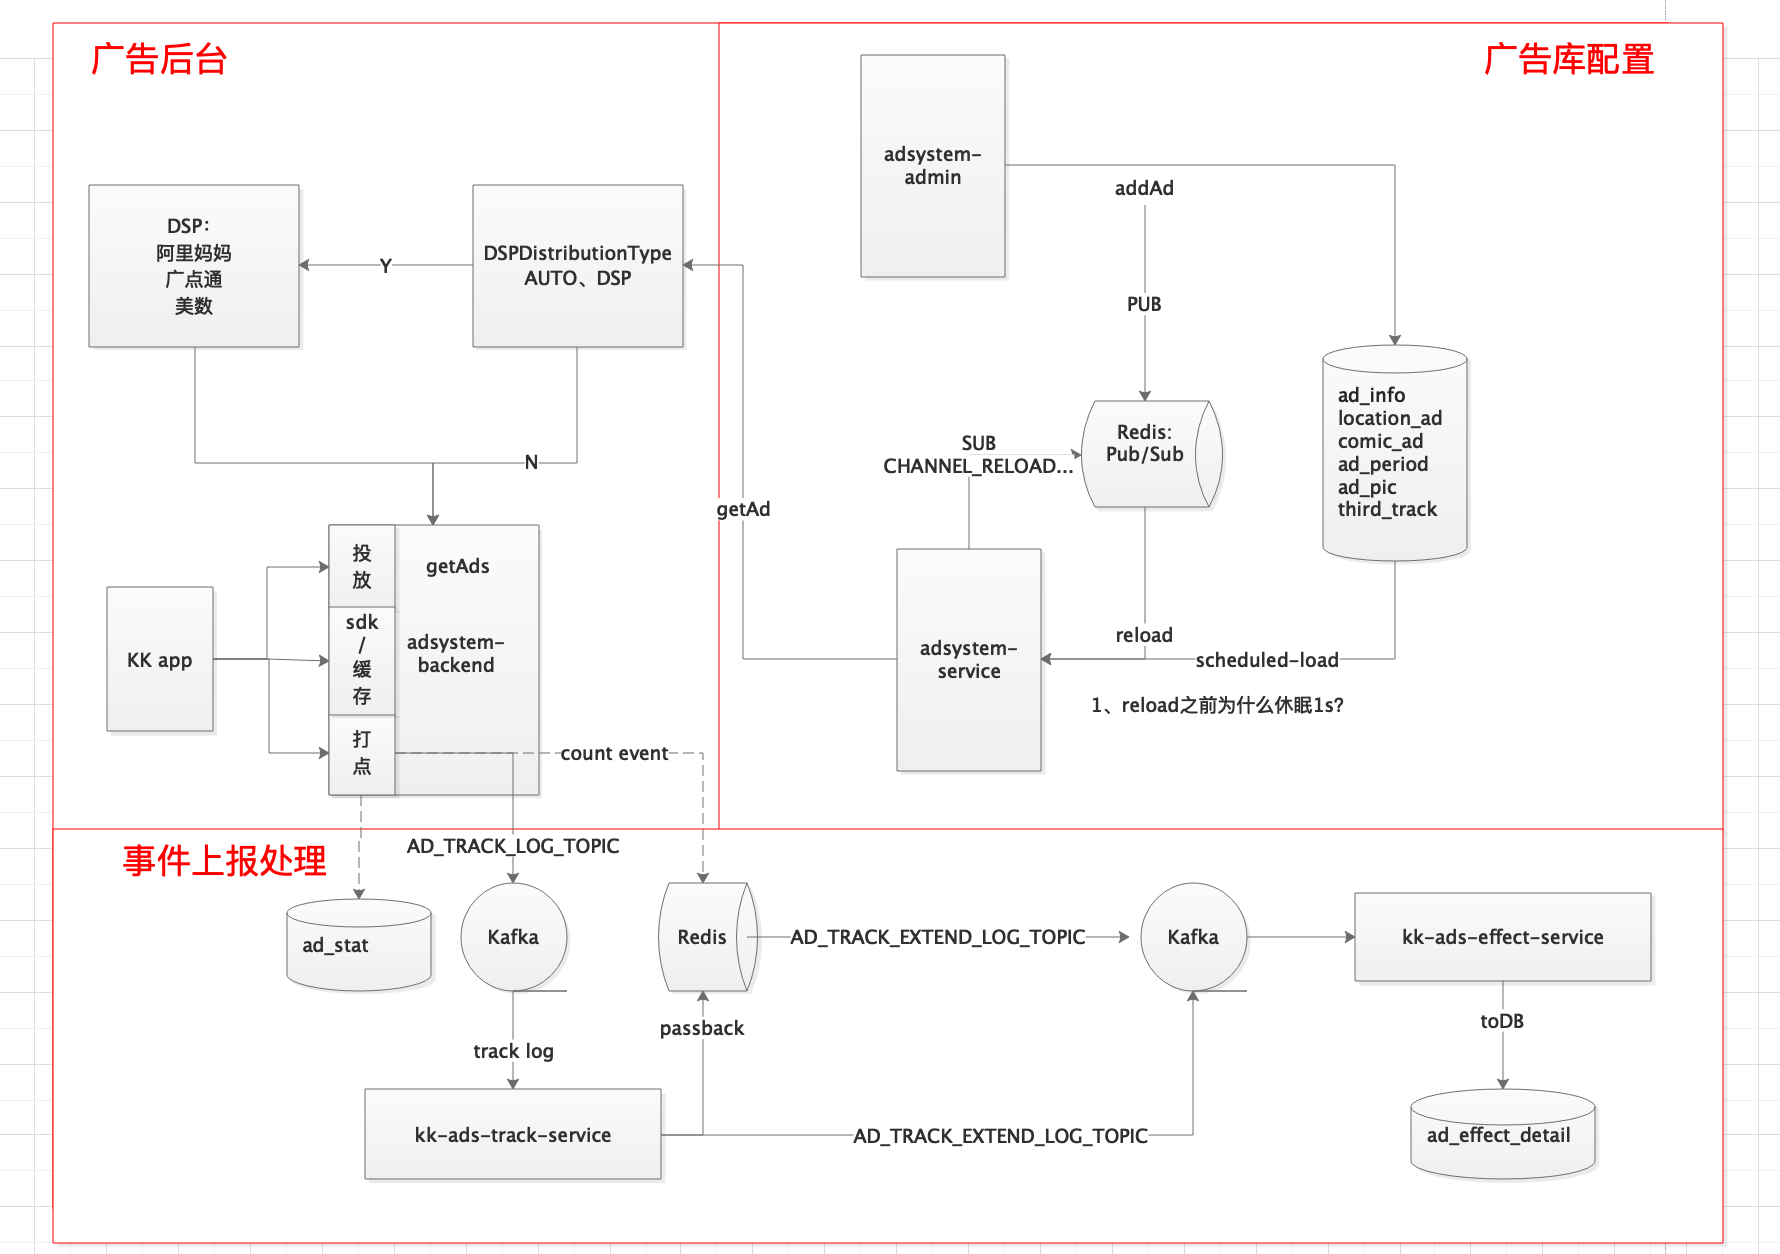 广告后台
广告库配置
adsystem-
admin
addAd
PUB
DSP：
阿里妈妈
广点通
美数
Y
DSPDistributionType
AUTO、DSP
N
getAd
SUB
CHANNEL_RELOAD...
Redis:
Pub/Sub
ad_info
location_ad
comic_ad
ad_period
ad_pic
third_track
KK app
投
放
sdk
/
缓
存
打
点
getAds
adsystem-
backend
adsystem-
service
reload
scheduled-load
1、reload之前为什么休眠1s?
count event
事件上报处理
AD_TRACK_LOG_TOPIC
ad_stat
Kafka
Redis
AD_TRACK_EXTEND_LOG_TOPIC
Kafka
kk-ads-effect-service
track log
passback
toDB
kk-ads-track-service
AD_TRACK_EXTEND_LOG_TOPIC
ad_effect_detail